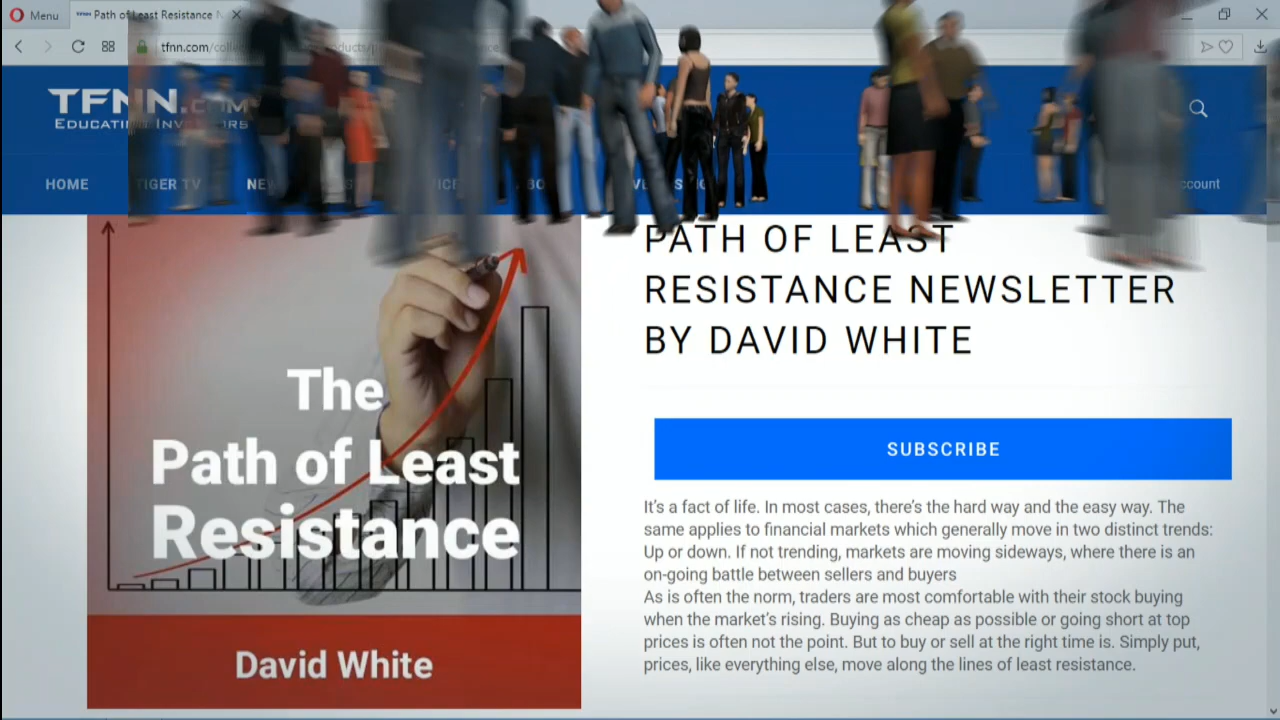 Menu
Path of Least Resistance N
tfnn.com/
TFNN.COM
EDUCATING INVESTORS
HOME
TIGER TV
PATH OF LEAST
RESISTANCE NEWSLETTER
BY DAVID WHITE
The
Path of Least
Resistance
David White
SUBSCRIBE
It's a fact of life. In most cases, there's the hard way and the easy way. The
same applies to financial markets which generally move in two distinct trends:
Up or down. If not trending, markets are moving sideways, where there is an
on-going battle between sellers and buyers
As is often the norm, traders are most comfortable with their stock buying
when the market's rising. Buying as cheap as possible or going short at top
prices is often not the point. But to buy or sell at the right time is. Simply put,
prices, like everything else, move along the lines of least resistance.